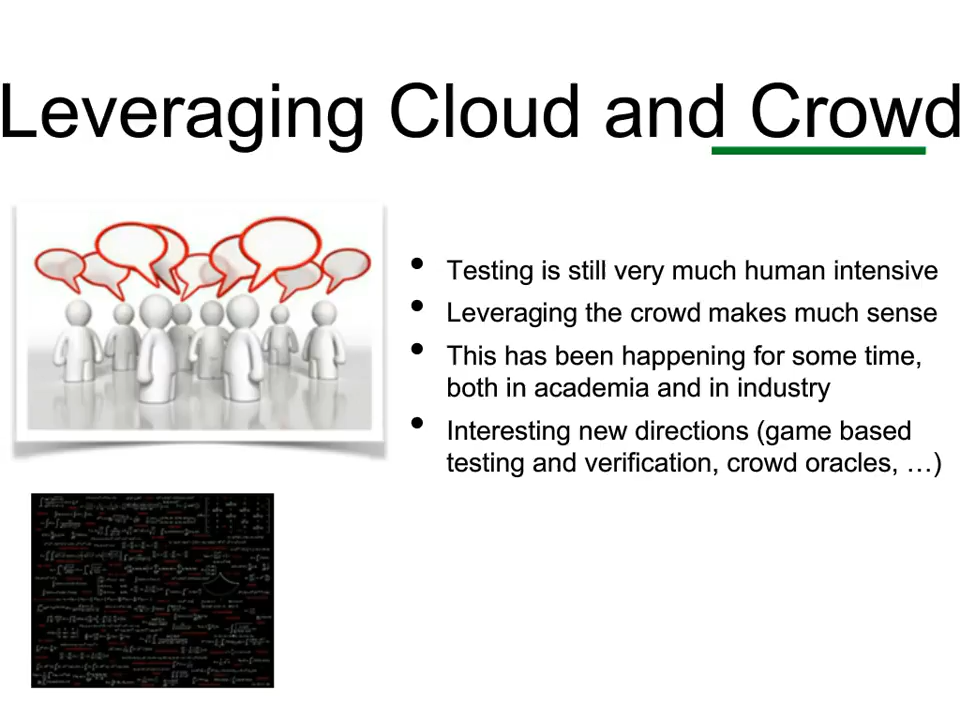 Leveraging Cloud and Crowd
• Testing is still very much human intensive
• Leveraging the crowd makes much sense
• This has been happening for some time,
both in academia and in industry
• Interesting new directions (game based
testing and verification, crowd oracles, …)